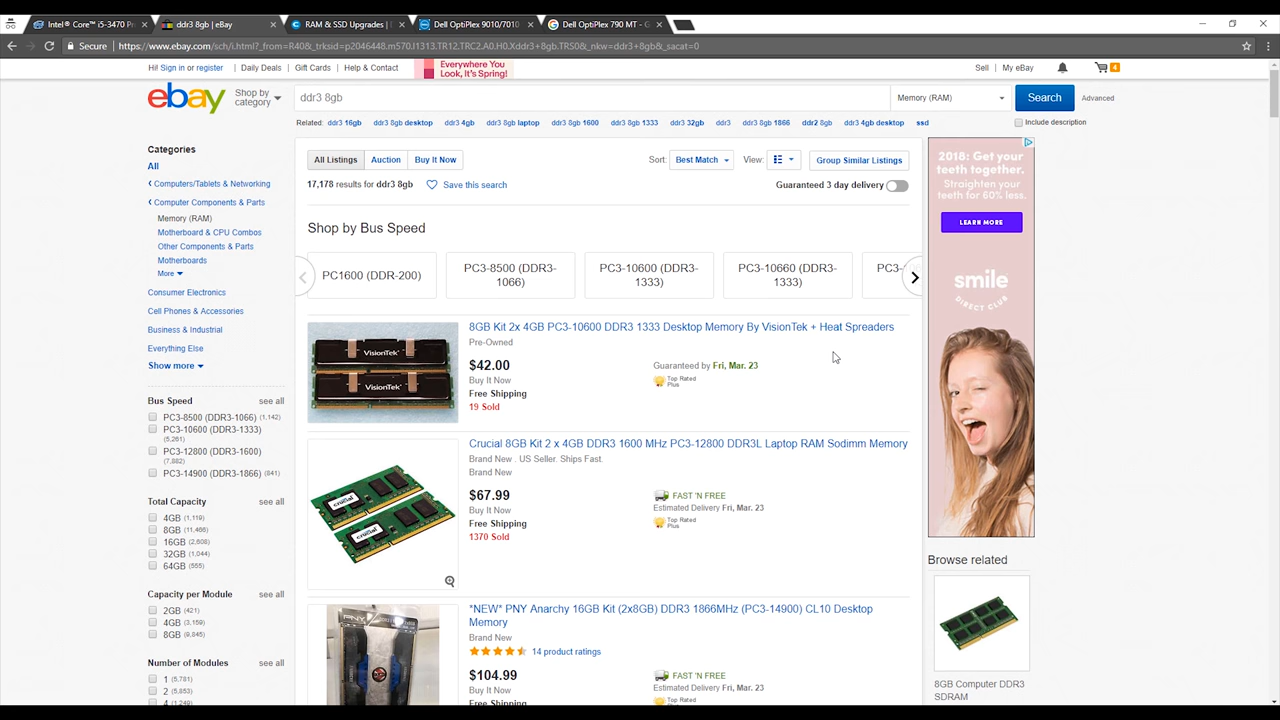 Intel® Core™ i5-3470 Pr
ddr3 8gb | eBay
RAM & SSD Upgrades |
Dell OptiPlex 9010/7010
Dell OptiPlex 790 MT - G
Secure
https://www.ebay.com/sch/i.html?_from=R40&_trksid=p2046448.m570.l1313.TR12.TRC2.A0.H0.Xddr3+8gb.TRS0&_nkw=ddr3+8gb&_sacat=0
Hi! Sign in or register
Daily Deals
Gift Cards
Help & Contact
Everywhere You
Look, It's Spring!
Sell
My eBay
4
ebay
Shop by
category
ddr3 8gb
Memory (RAM)
Search
Advanced
Related: ddr3 16gb ddr3 8gb desktop ddr3 4gb ddr3 8gb laptop ddr3 8gb 1600 ddr3 8gb 1333 ddr3 32gb ddr3 ddr3 8gb 1866 ddr2 8gb ddr3 4gb desktop ssd
Include description
Categories
All
Computers/Tablets & Networking
Computer Components & Parts
Memory (RAM)
Motherboard & CPU Combos
Other Components & Parts
Motherboards
More
Consumer Electronics
Cell Phones & Accessories
Business & Industrial
Everything Else
Show more
Bus Speed see all
PC3-8500 (DDR3-1066) (1,142)
PC3-10600 (DDR3-1333)
(5,261)
PC3-12800 (DDR3-1600)
(7,882)
PC3-14900 (DDR3-1866) (841)
Total Capacity see all
4GB (1,119)
8GB (11,466)
16GB (2,608)
32GB (1,044)
64GB (555)
Capacity per Module see all
2GB (421)
4GB (3,159)
8GB (9,845)
Number of Modules see all
1 (5,781)
2 (5,853)
4 (1,249)
All Listings
Auction
Buy It Now
Sort: Best Match
View:
Group Similar Listings
17,178 results for ddr3 8gb
Save this search
Guaranteed 3 day delivery
Shop by Bus Speed
PC1600 (DDR-200)
PC3-8500 (DDR3-
1066)
PC3-10600 (DDR3-
1333)
PC3-10660 (DDR3-
1333)
PC3-
8GB Kit 2x 4GB PC3-10600 DDR3 1333 Desktop Memory By VisionTek + Heat Spreaders
Pre-Owned
VisionTek
VisionTek
$42.00
Buy It Now
Free Shipping
19 Sold
Guaranteed by Fri, Mar. 23
Top Rated
Plus
Crucial 8GB Kit 2 x 4GB DDR3 1600 MHz PC3-12800 DDR3L Laptop RAM Sodimm Memory
Brand New . US Seller. Ships Fast.
Brand New
crucial
crucial
$67.99
Buy It Now
Free Shipping
1370 Sold
FAST 'N FREE
Estimated Delivery Fri, Mar. 23
Top Rated
Plus
*NEW* PNY Anarchy 16GB Kit (2x8GB) DDR3 1866MHz (PC3-14900) CL10 Desktop
Memory
Brand New
14 product ratings
PNY
$104.99
Buy It Now
Free Shipping
FAST 'N FREE
Estimated Delivery Fri, Mar. 23
Top Rated
2018: Get your
teeth together.
Straighten your
teeth for 60% less.
LEARN MORE
smile
DIRECT CLUB
Browse related
8GB Computer DDR3
SDRAM